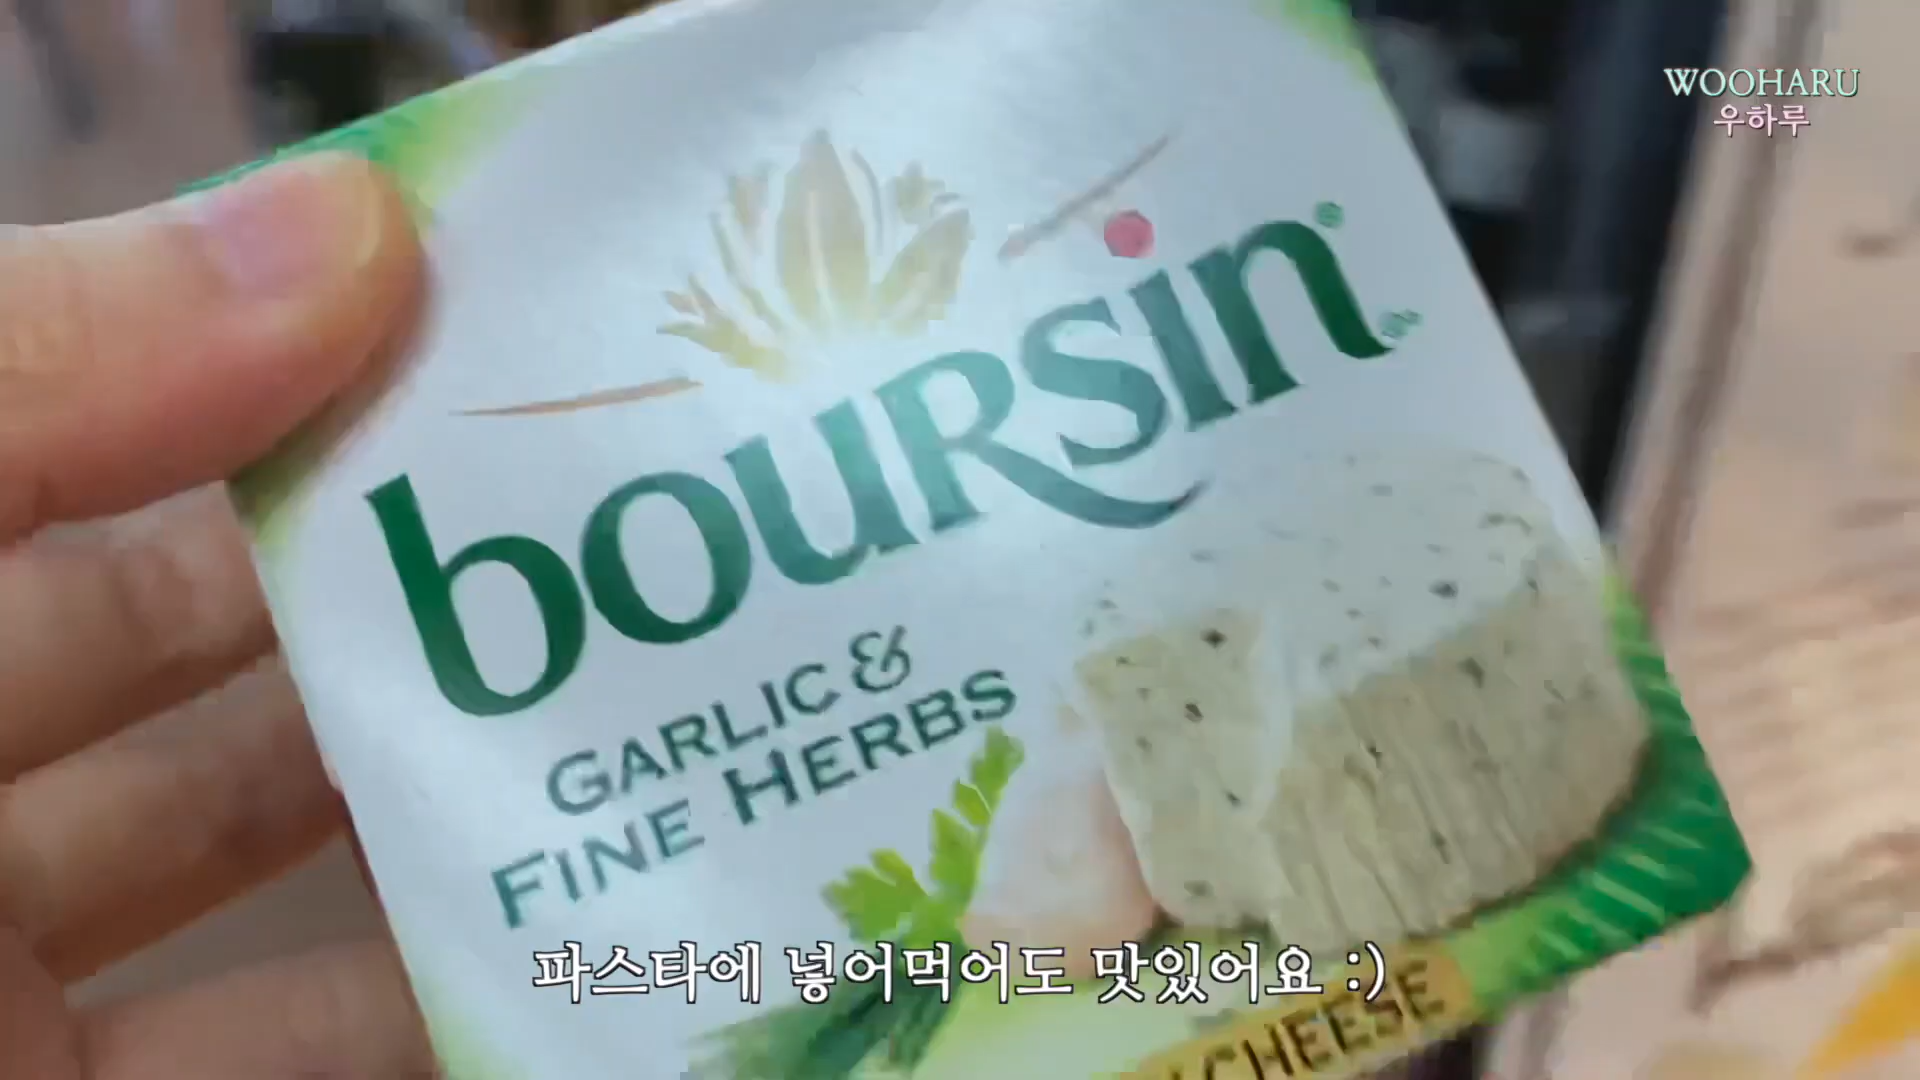 WOOHARU
우하루
boursin
GARLIC &
FINE HERBS
파스타에 넣어먹어도 맛있어요 :)
CHEESE